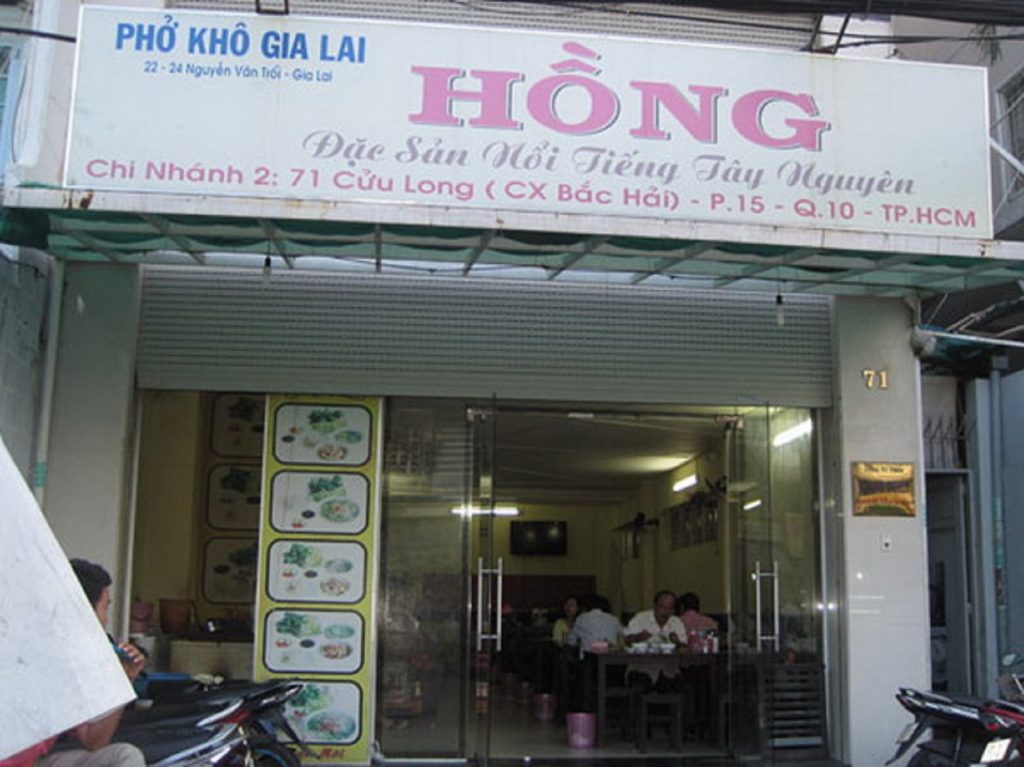 PHỞ KHÔ GIA LAI
22 - 24 Nguyễn Văn Trỗi - Gia Lai
HỒNG
Đặc Sản Nổi Tiếng Tây Nguyên
Chi Nhánh 2: 71 Cửu Long ( CX Bắc Hải) - P.15 - Q.10 - TP.HCM
71